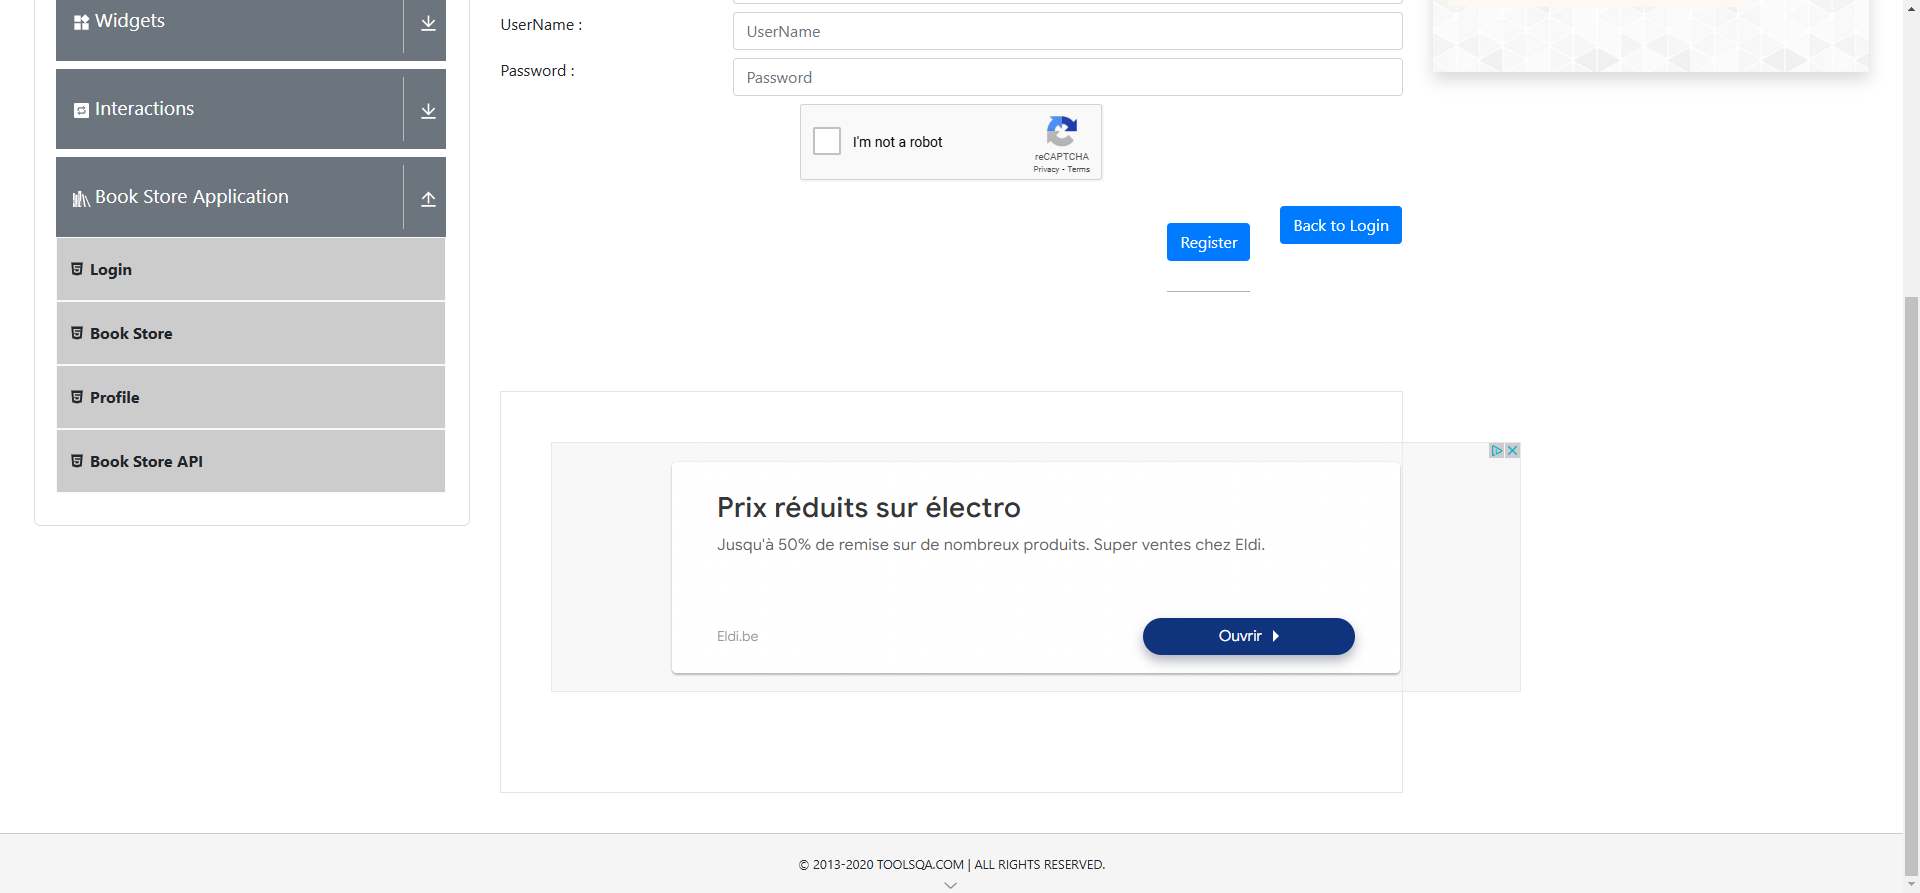 Widgets
Interactions
Book Store Application
Login
Book Store
Profile
Book Store API
UserName :
UserName
Password :
Password
I'm not a robot
reCAPTCHA
Privacy - Terms
Register
Back to Login
Prix réduits sur électro
Jusqu'à 50% de remise sur de nombreux produits. Super ventes chez Eldi.
Eldi.be
Ouvrir
© 2013-2020 TOOLSQA.COM | ALL RIGHTS RESERVED.